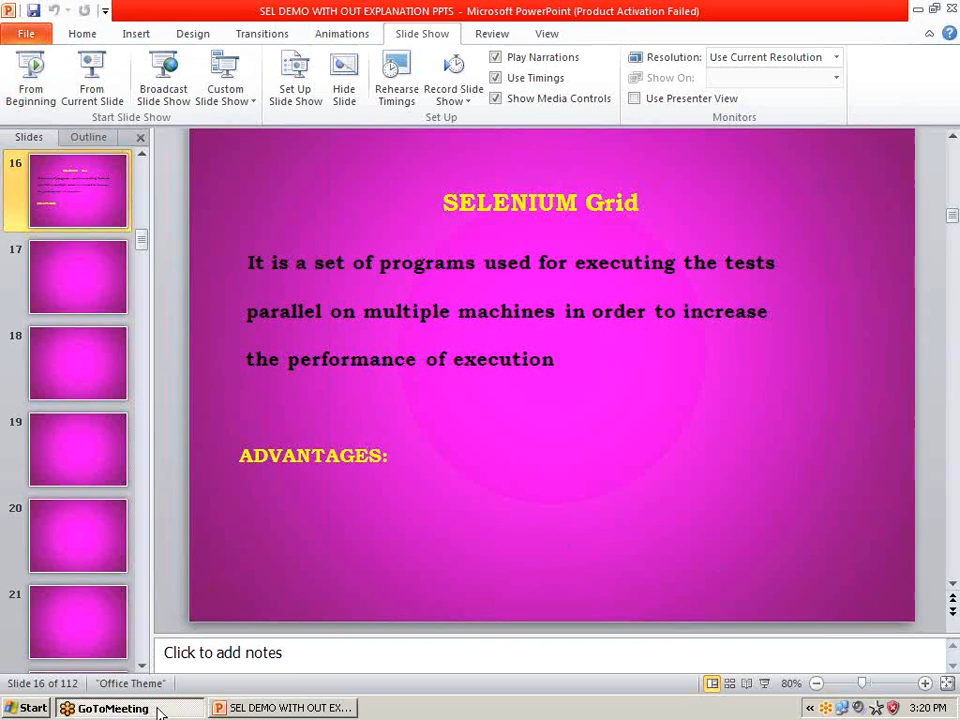 SEL DEMO WITH OUT EXPLANATION PPTS - Microsoft PowerPoint (Product Activation Failed)
File Home Insert Design Transitions Animations Slide Show Review View
From Beginning
From Current Slide
Broadcast Slide Show
Custom Slide Show
Set Up Slide Show
Hide Slide
Rehearse Timings
Record Slide Show
Play Narrations
Use Timings
Show Media Controls
Resolution: Use Current Resolution
Show On:
Use Presenter View
Start Slide Show
Set Up
Monitors
Slides Outline
16
17
18
19
20
21
SELENIUM Grid
It is a set of programs used for executing the tests
parallel on multiple machines in order to increase
the performance of execution
ADVANTAGES:
Click to add notes
Slide 16 of 112 "Office Theme" 80%
Start GoToMeeting SEL DEMO WITH OUT EX... 3:20 PM